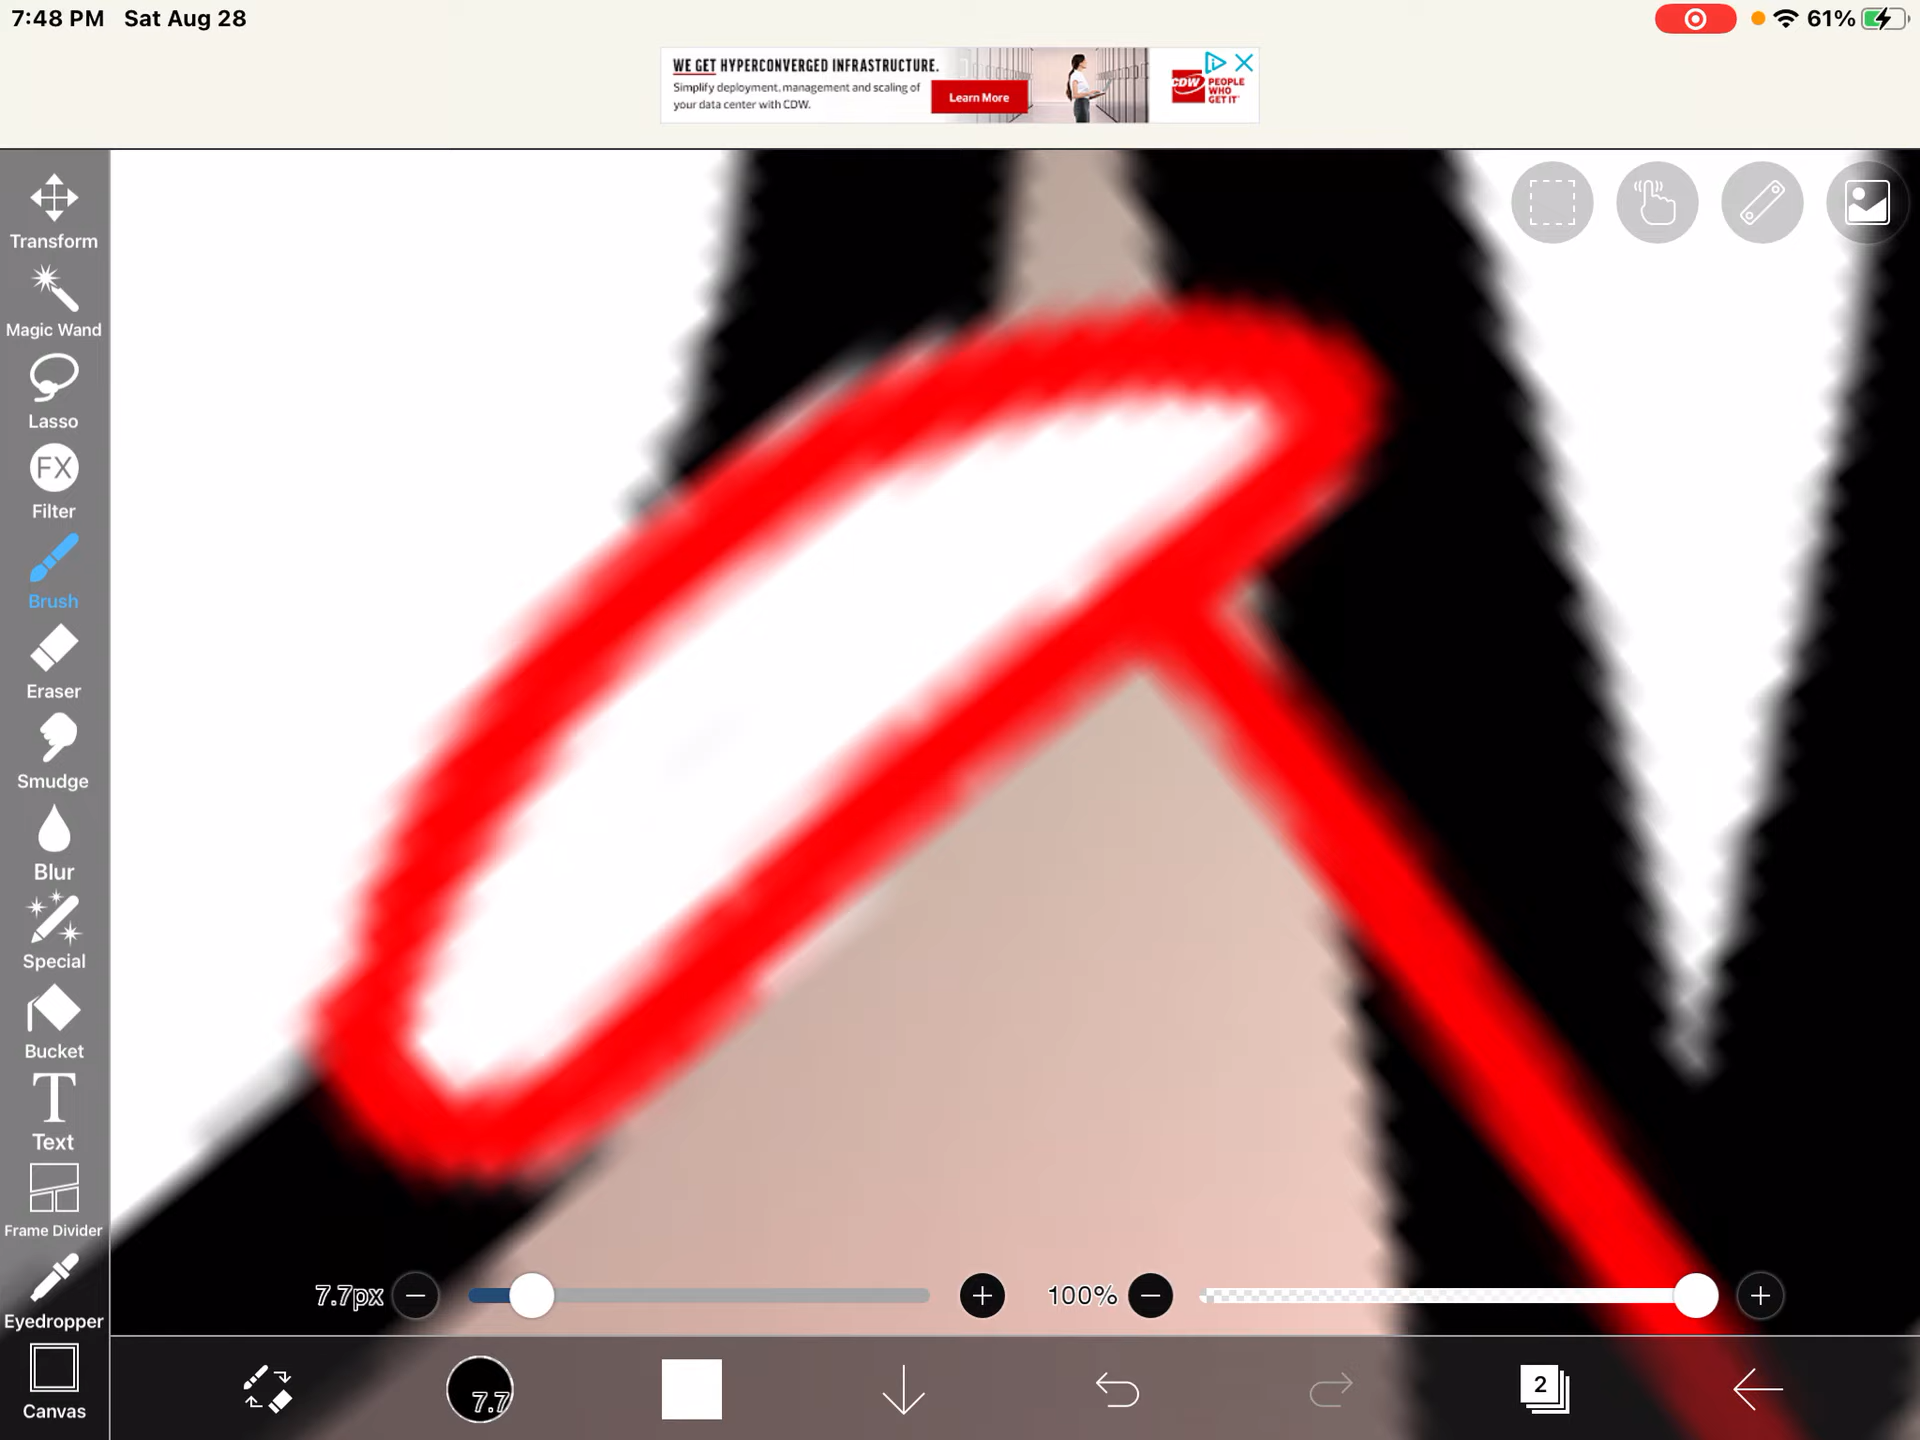 7:48 PM Sat Aug 28
61%
WE GET HYPERCONVERGED INFRASTRUCTURE.
Simplify deployment, management and scaling of
your data center with CDW.
Learn More
CDW
PEOPLE
WHO
GET IT
Transform
Magic Wand
Lasso
FX
Filter
Brush
Eraser
Smudge
Blur
Special
Bucket
T
Text
Frame Divider
Eyedropper
Canvas
7.7px
100%
7.7
2